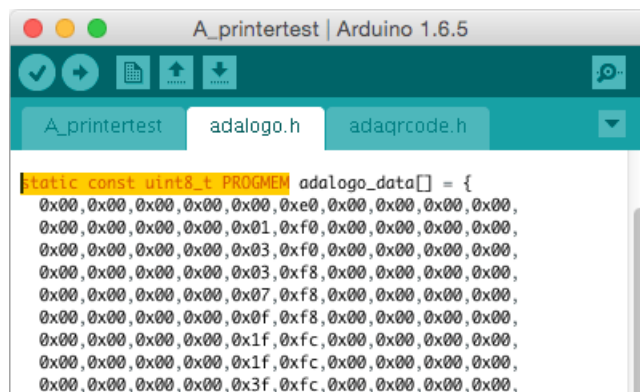 A_printertest | Arduino 1.6.5
A_printertest adalogo.h adaqrcode.h
static const uint8_t PROGMEM adalogo_data[] = {
0x00,0x00,0x00,0x00,0x00,0xe0,0x00,0x00,0x00,0x00,
0x00,0x00,0x00,0x00,0x01,0xf0,0x00,0x00,0x00,0x00,
0x00,0x00,0x00,0x00,0x03,0xf0,0x00,0x00,0x00,0x00,
0x00,0x00,0x00,0x00,0x03,0xf8,0x00,0x00,0x00,0x00,
0x00,0x00,0x00,0x00,0x07,0xf8,0x00,0x00,0x00,0x00,
0x00,0x00,0x00,0x00,0x0f,0xf8,0x00,0x00,0x00,0x00,
0x00,0x00,0x00,0x00,0x1f,0xfc,0x00,0x00,0x00,0x00,
0x00,0x00,0x00,0x00,0x1f,0xfc,0x00,0x00,0x00,0x00,
0x00,0x00,0x00,0x00,0x3f,0xfc,0x00,0x00,0x00,0x00,